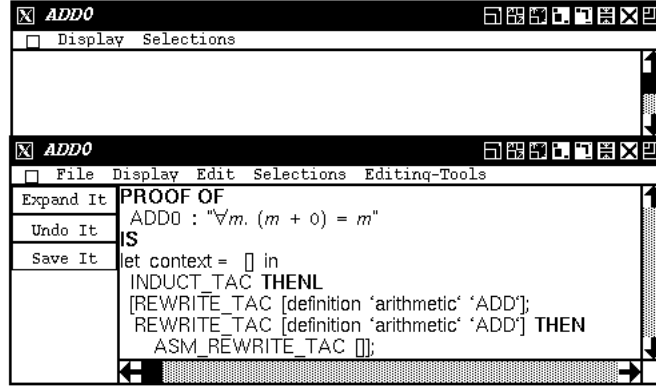 ADD0
Display Selections
ADD0
File Display Edit Selections Editing-Tools
Expand It
Undo It
Save It
PROOF OF
ADD0 : "∀m. (m + 0) = m"
IS
let context = [] in
INDUCT_TAC THENL
[REWRITE_TAC [definition ‘arithmetic‘ ‘ADD‘];
REWRITE_TAC [definition ‘arithmetic‘ ‘ADD‘] THEN
ASM_REWRITE_TAC []];